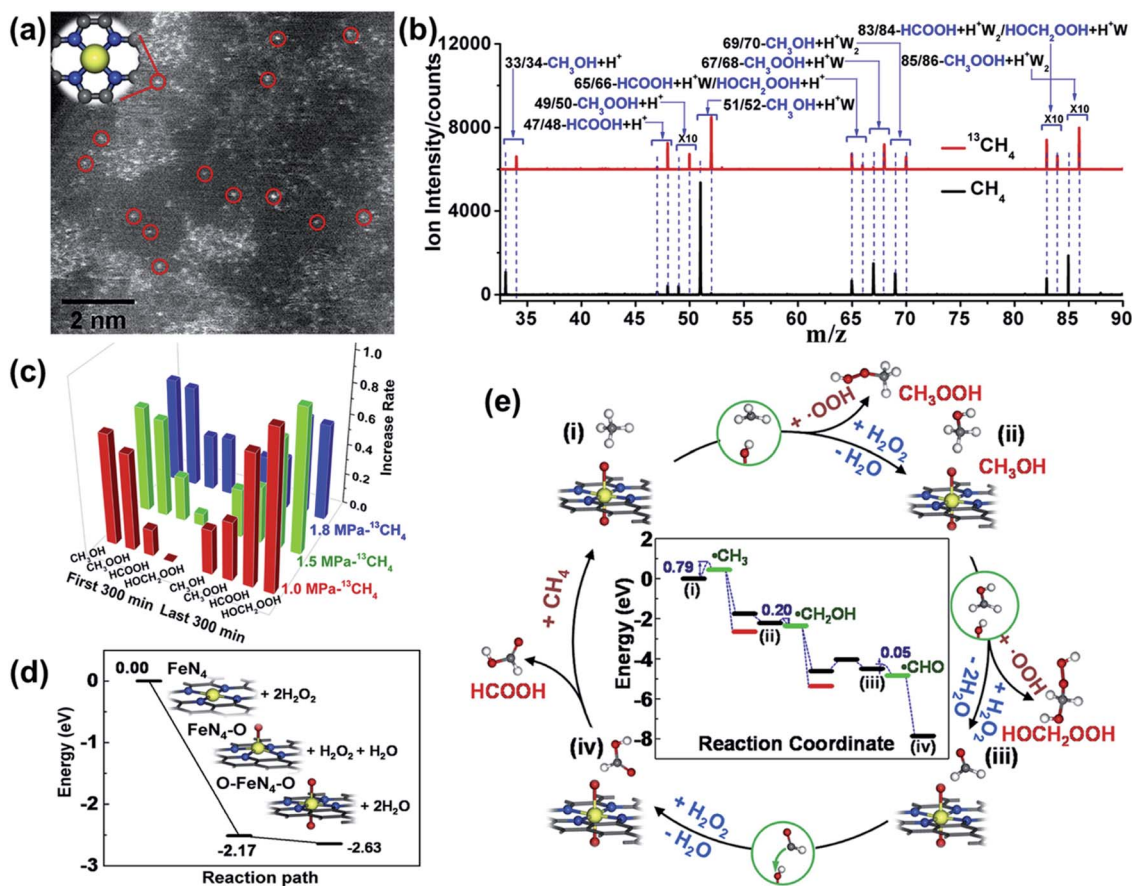 (a)
2 nm
(b)
Ion Intensity/counts
12000
8000
4000
0
33/34-CH₃OH+H⁺
47/48-HCOOH+H⁺
49/50-CH₃OOH+H⁺
65/66-HCOOH+H⁺W/HOCH₂OOH+H⁺
69/70-CH₃OH+H⁺W₂
67/68-CH₃OOH+H⁺W
51/52-CH₃OH+H⁺W
83/84-HCOOH+H⁺W₂/HOCH₂OOH+H⁺W
85/86-CH₃OOH+H⁺W₂
X10
X10
X10
¹³CH₄
CH₄
35 40 45 50 55 60 65 70 75 80 85 90
m/z
(c)
1.0
0.8
0.6
0.4
0.2
0.0
Increase Rate
1.8 MPa-¹³CH₄
1.5 MPa-¹³CH₄
1.0 MPa-¹³CH₄
CH₃OH
CH₃OOH
HCOOH
HOCH₂OOH
CH₃OH
CH₃OOH
HCOOH
HOCH₂OOH
First 300 min Last 300 min
(d)
Energy (eV)
0
-1
-2
-3
0.00
FeN₄
+ 2H₂O₂
FeN₄-O
+ H₂O₂ + H₂O
O-FeN₄-O
+ 2H₂O
-2.17
-2.63
Reaction path
(e)
(i)
+ ·OOH
CH₃OOH
+ H₂O₂
- H₂O
(ii)
CH₃OH
+ ·OOH
+ H₂O₂
- 2H₂O
HOCH₂OOH
(iii)
+ H₂O₂
- H₂O
(iv)
HCOOH
+ CH₄
Energy (eV)
2
0
-2
-4
-6
-8
0.79
•CH₃
(i)
0.20
•CH₂OH
(ii)
0.05
•CHO
(iii)
(iv)
Reaction Coordinate